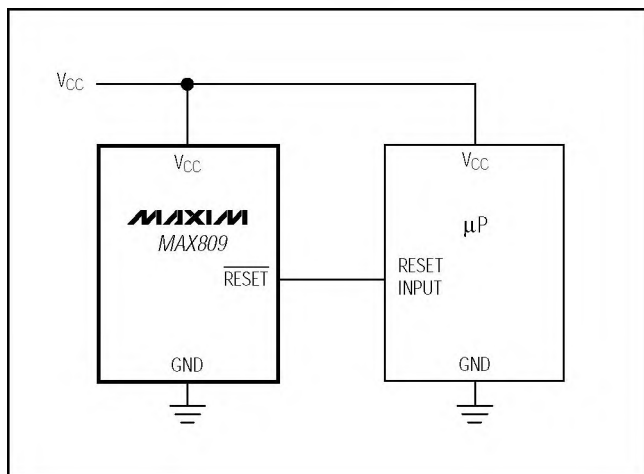 VCC
VCC
MAXIM
MAX809
RESET
GND
VCC
μP
RESET
INPUT
GND